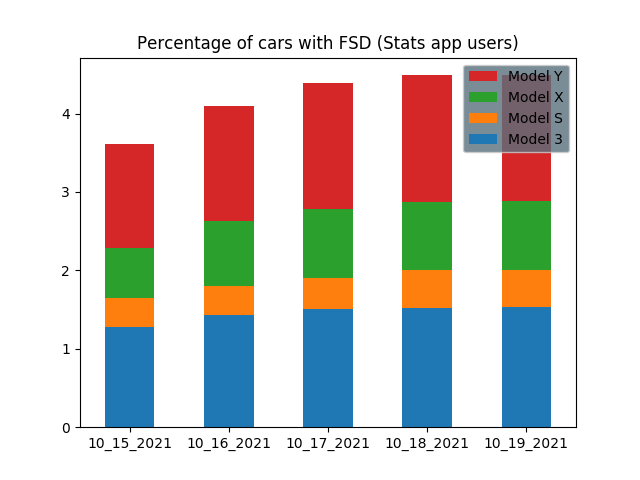 Percentage of cars with FSD (Stats app users)
Model Y
Model X
Model S
Model 3
4
3
2
1
0
10_15_2021 10_16_2021 10_17_2021 10_18_2021 10_19_2021